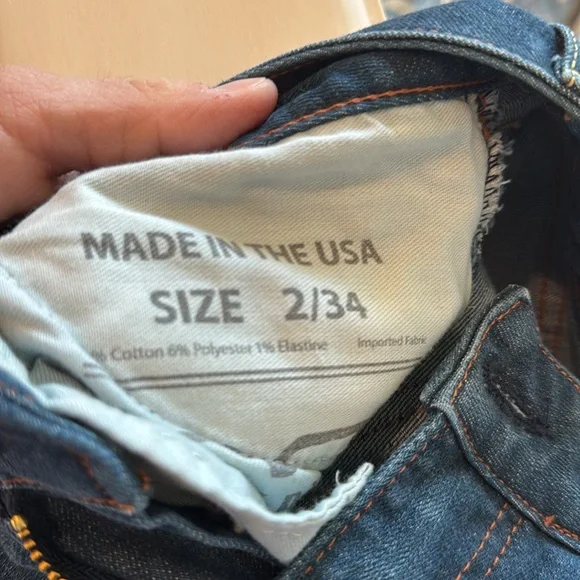 MADE IN THE USA
SIZE 2/34
% Cotton 6% Polyester 1% Elastine Imported Fabric